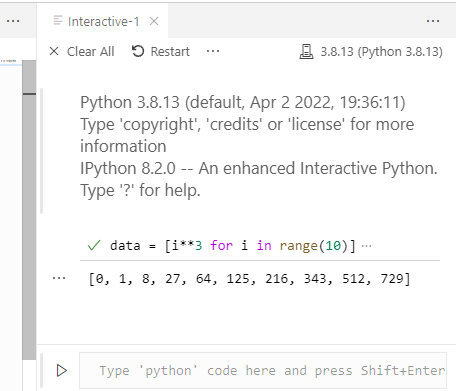 Interactive-1
Clear All Restart ... 3.8.13 (Python 3.8.13)
Python 3.8.13 (default, Apr 2 2022, 19:36:11)
Type 'copyright', 'credits' or 'license' for more
information
IPython 8.2.0 -- An enhanced Interactive Python.
Type '?' for help.
data = [i**3 for i in range(10)] ...
[0, 1, 8, 27, 64, 125, 216, 343, 512, 729]
Type 'python' code here and press Shift+Enter